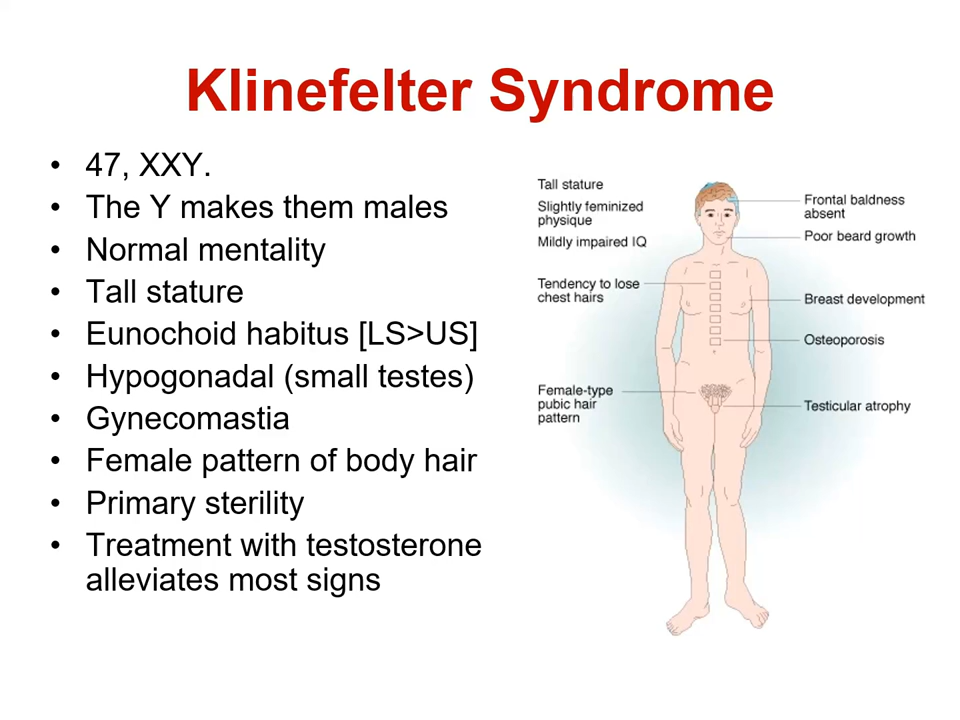 Klinefelter Syndrome
• 47, XXY.
• The Y makes them males
• Normal mentality
• Tall stature
• Eunochoid habitus [LS>US]
• Hypogonadal (small testes)
• Gynecomastia
• Female pattern of body hair
• Primary sterility
• Treatment with testosterone
alleviates most signs
Tall stature
Slightly feminized
physique
Mildly impaired IQ
Tendency to lose
chest hairs
Female-type
pubic hair
pattern
Frontal baldness
absent
Poor beard growth
Breast development
Osteoporosis
Testicular atrophy